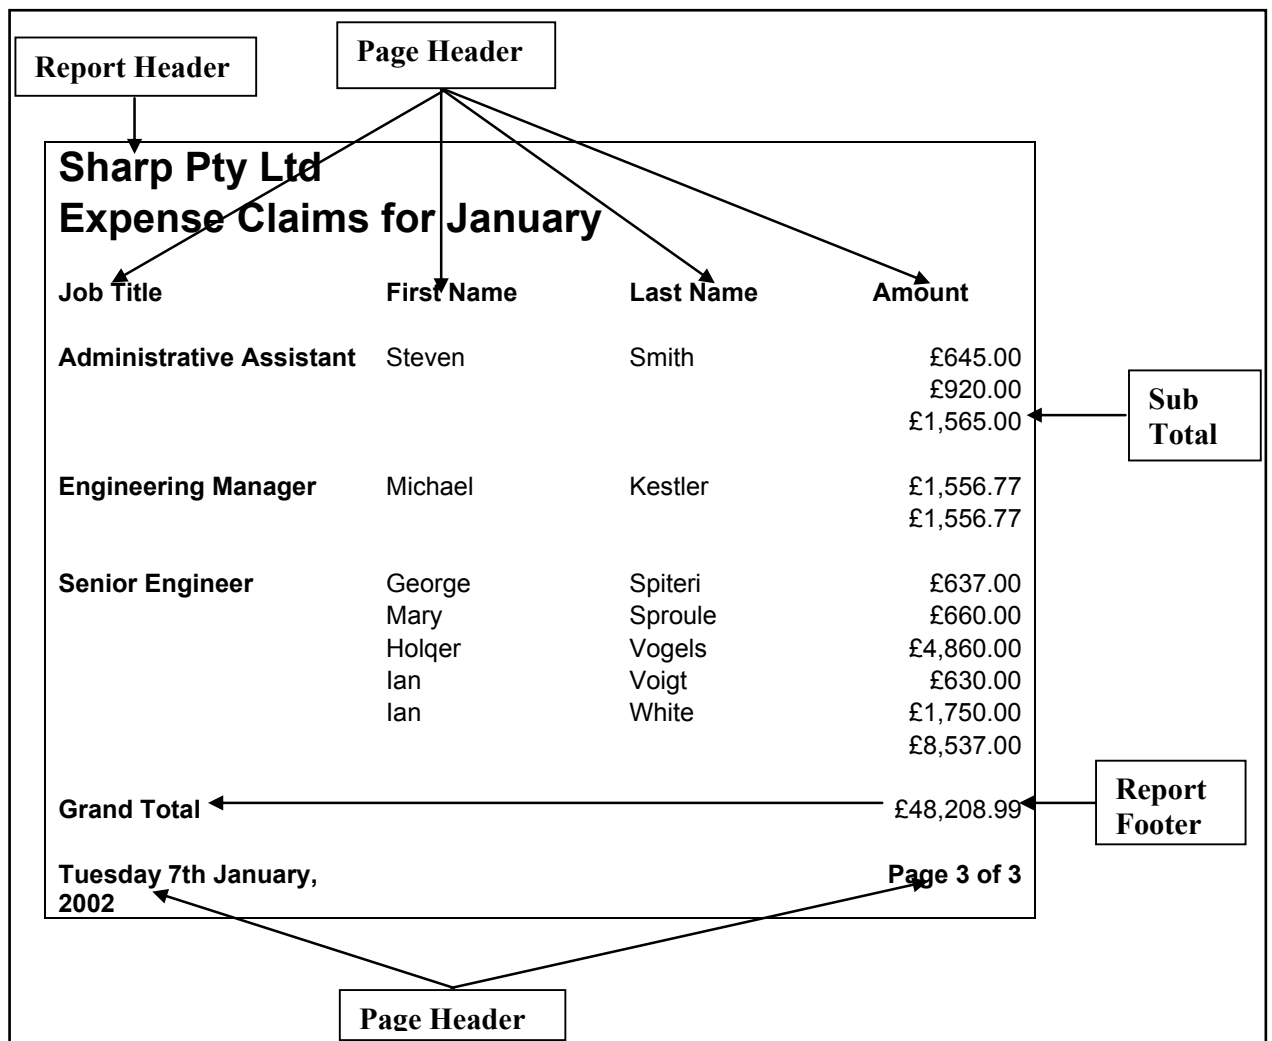 Report Header
Page Header
Sharp Pty Ltd
Expense Claims for January
Job Title First Name Last Name Amount
Administrative Assistant Steven Smith £645.00
£920.00
£1,565.00
Sub
Total
Engineering Manager Michael Kestler £1,556.77
£1,556.77
Senior Engineer George Spiteri £637.00
Mary Sproule £660.00
Holqer Vogels £4,860.00
Ian Voigt £630.00
Ian White £1,750.00
£8,537.00
Grand Total £48,208.99
Report
Footer
Tuesday 7th January, Page 3 of 3
2002
Page Header